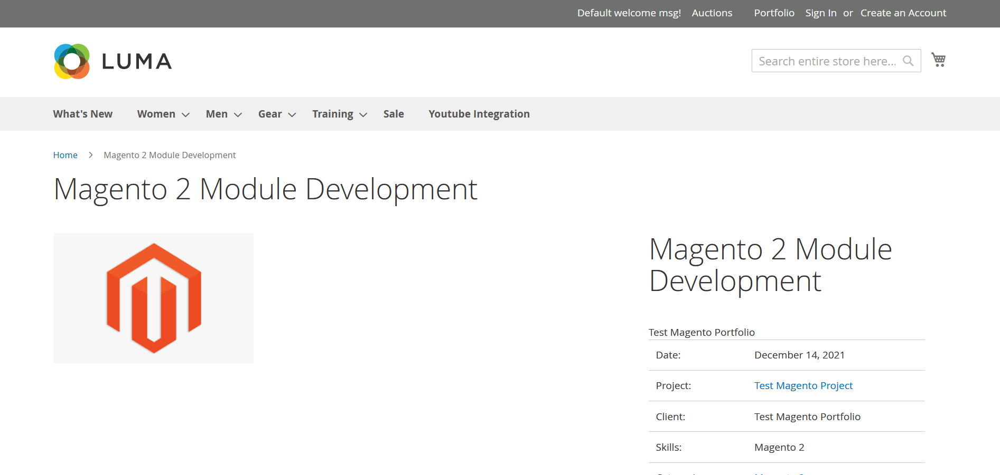 Default welcome msg! Auctions Portfolio Sign In or Create an Account
LUMA
Search entire store here...
What's New Women Men Gear Training Sale Youtube Integration
Home Magento 2 Module Development
Magento 2 Module Development
Magento 2 Module
Development
Test Magento Portfolio
Date: December 14, 2021
Project: Test Magento Project
Client: Test Magento Portfolio
Skills: Magento 2